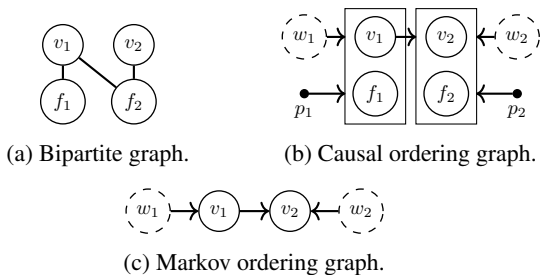 v₁ v₂
f₁ f₂
(a) Bipartite graph.
w₁ v₁ v₂ w₂
f₁ f₂
p₁ p₂
(b) Causal ordering graph.
w₁ v₁ v₂ w₂
(c) Markov ordering graph.